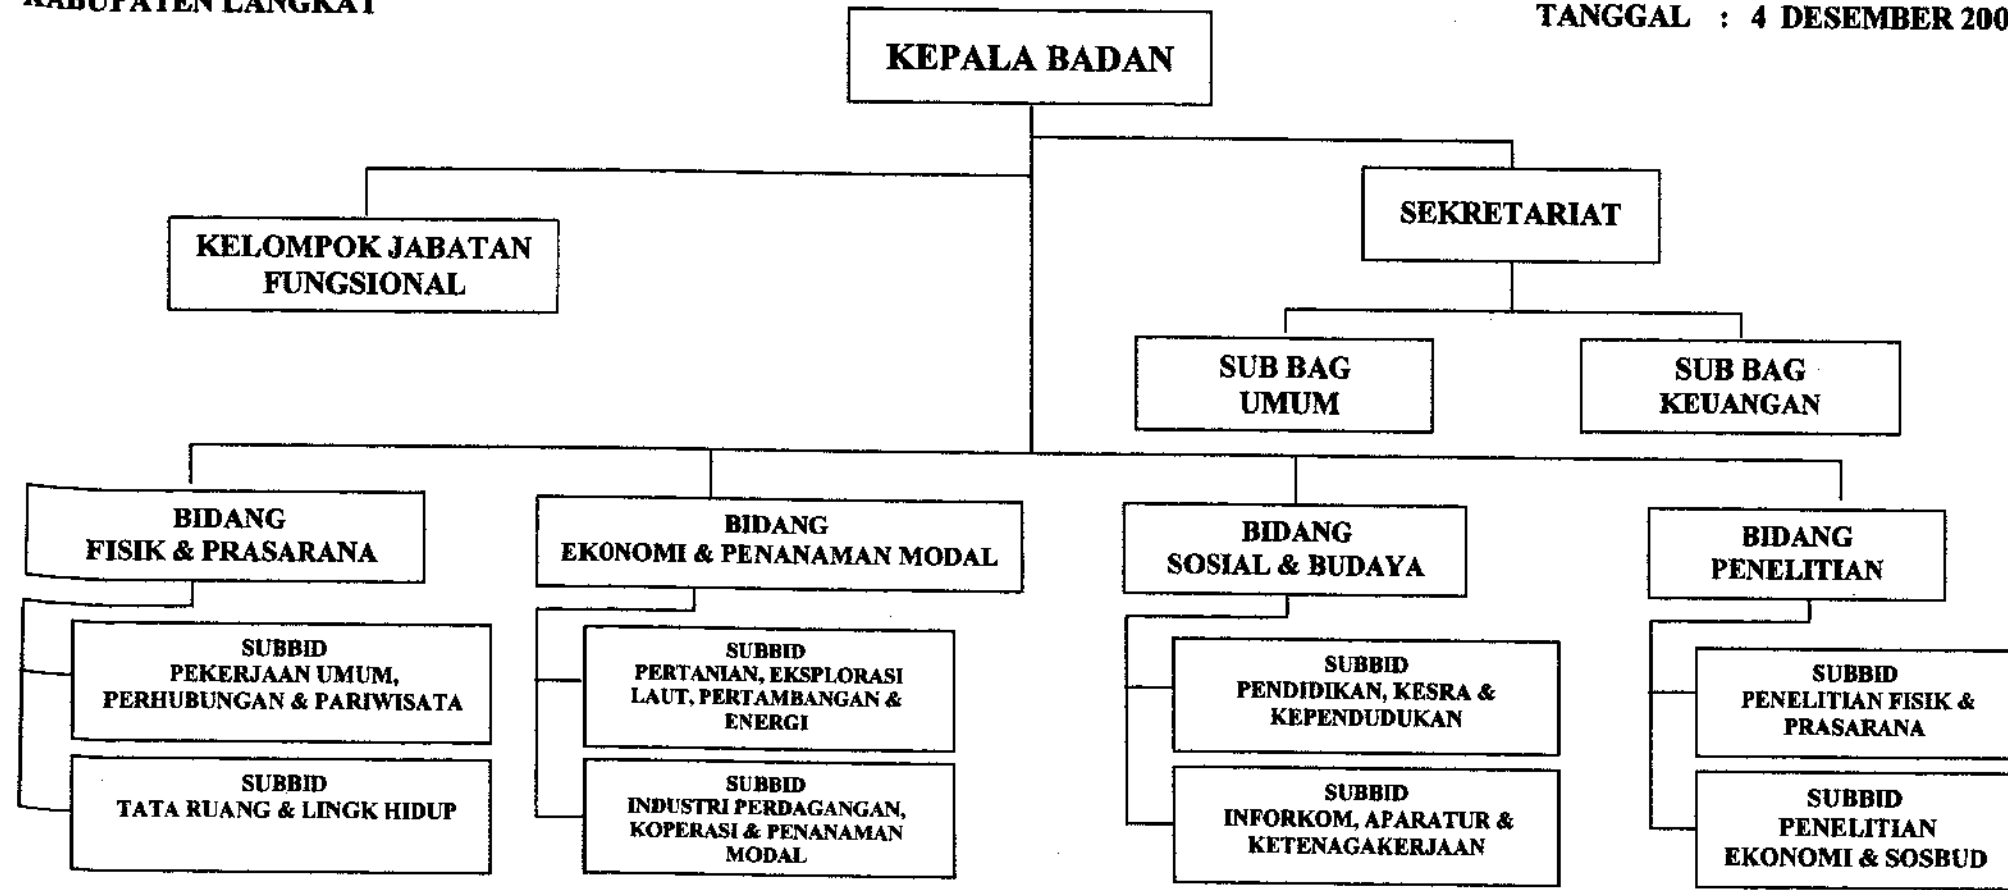 KABUPATEN LANGKAT
TANGGAL : 4 DESEMBER 200
KEPALA BADAN
SEKRETARIAT
KELOMPOK JABATAN
FUNGSIONAL
SUB BAG
UMUM
SUB BAG
KEUANGAN
BIDANG
FISIK & PRASARANA
BIDANG
EKONOMI & PENANAMAN MODAL
BIDANG
SOSIAL & BUDAYA
BIDANG
PENELITIAN
SUBBID
PEKERJAAN UMUM,
PERHUBUNGAN & PARIWISATA
SUBBID
PERTANIAN, EKSPLORASI
LAUT, PERTAMBANGAN &
ENERGI
SUBBID
PENDIDIKAN, KESRA &
KEPENDUDUKAN
SUBBID
PENELITIAN FISIK &
PRASARANA
SUBBID
TATA RUANG & LINGK HIDUP
SUBBID
INDUSTRI PERDAGANGAN,
KOPERASI & PENANAMAN
MODAL
SUBBID
INFORKOM, APARATUR &
KETENAGAKERJAAN
SUBBID
PENELITIAN
EKONOMI & SOSBUD